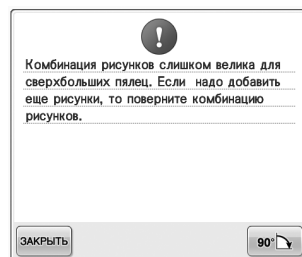 Комбинация рисунков слишком велика для
сверхбольших пялец. Если надо добавить
еще рисунки, то поверните комбинацию
рисунков.
ЗАКРЫТЬ
90°